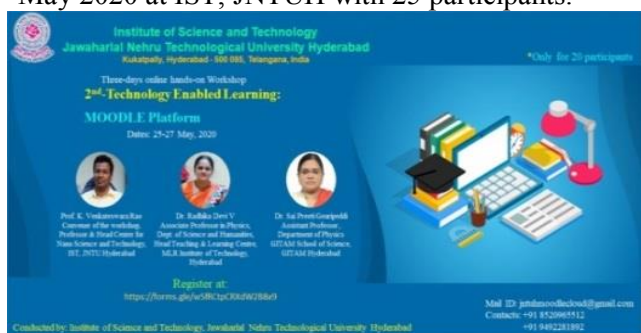 May 2020 at IST, JNTUH with 25 participants.
Institute of Science and Technology
Jawaharlal Nehru Technological University Hyderabad
Kukatpally, Hyderabad - 500 085, Telangana, India
*Only for 20 participants
Three-days online hands-on Workshop
2nd-Technology Enabled Learning:
MOODLE Platform
Dates: 25-27 May, 2020
Prof. K. Venkateswara Rao
Convener of the workshop,
Professor & Head Center for
Nano Science and Technology,
IST, JNTU Hyderabad
Dr. Radhika Devi V
Associate Professor in Physics,
Dept. of Science and Humanities,
Head Teaching & Learning Centre,
MLR Institute of Technology,
Hyderabad
Dr. Sai Preeti
Assistant Professor,
Department of Physics
GITAM School of Science,
GITAM Hyderabad
Register at:
Mail ID: jntuhmoodlecloud@gmail.com
Contacts: +91 8520965512
+91 9492281892
Conducted by: Institute of Science and Technology, Jawaharlal Nehru Technological University Hyderabad